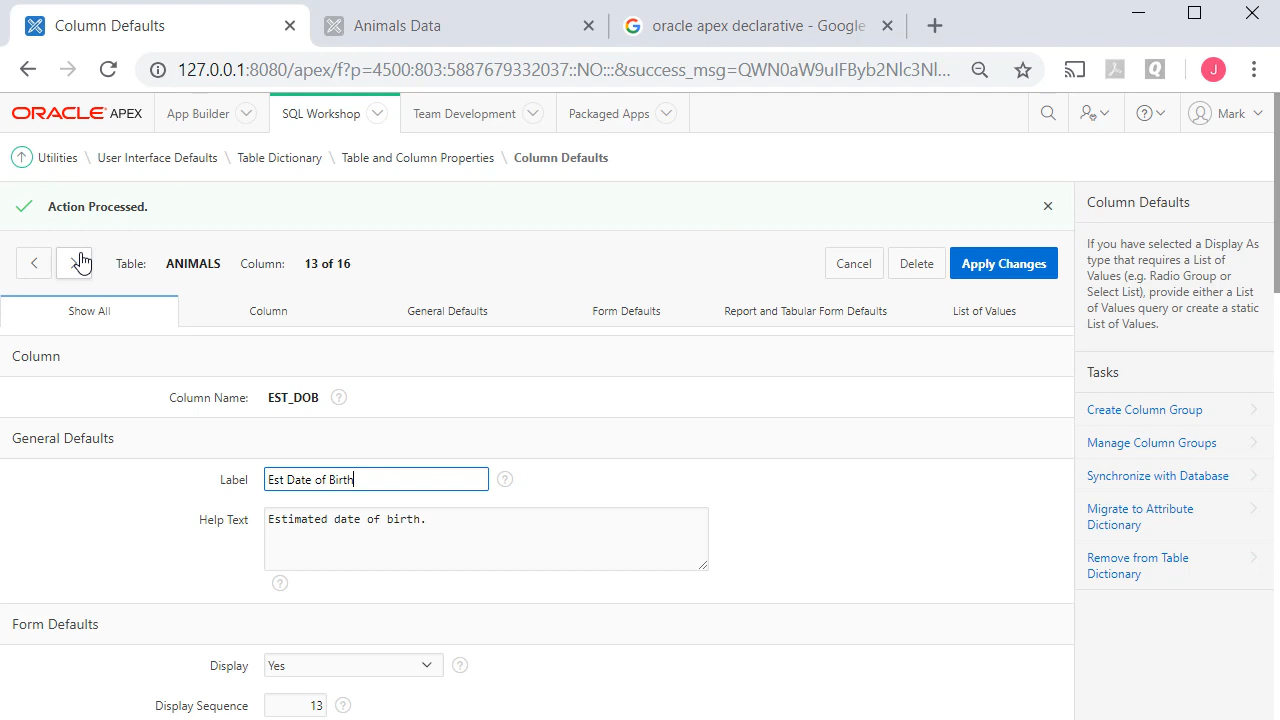 Column Defaults
Animals Data
oracle apex declarative - Google
127.0.0.1:8080/apex/f?p=4500:803:5887679332037::NO:::&success_msg=QWN0aW9uIFByb2Nlc3Nl...
J
ORACLE APEX
App Builder
SQL Workshop
Team Development
Packaged Apps
Mark
Utilities \ User Interface Defaults \ Table Dictionary \ Table and Column Properties \ Column Defaults
Action Processed.
Table: ANIMALS Column: 13 of 16
Cancel
Delete
Apply Changes
Show All
Column
General Defaults
Form Defaults
Report and Tabular Form Defaults
List of Values
Column
Column Name: EST_DOB
General Defaults
Label
Est Date of Birth
Help Text
Estimated date of birth.
Form Defaults
Display
Yes
Display Sequence
13
Column Defaults
If you have selected a Display As
type that requires a List of
Values (e.g. Radio Group or
Select List), provide either a List
of Values query or create a static
List of Values.
Tasks
Create Column Group
Manage Column Groups
Synchronize with Database
Migrate to Attribute
Dictionary
Remove from Table
Dictionary